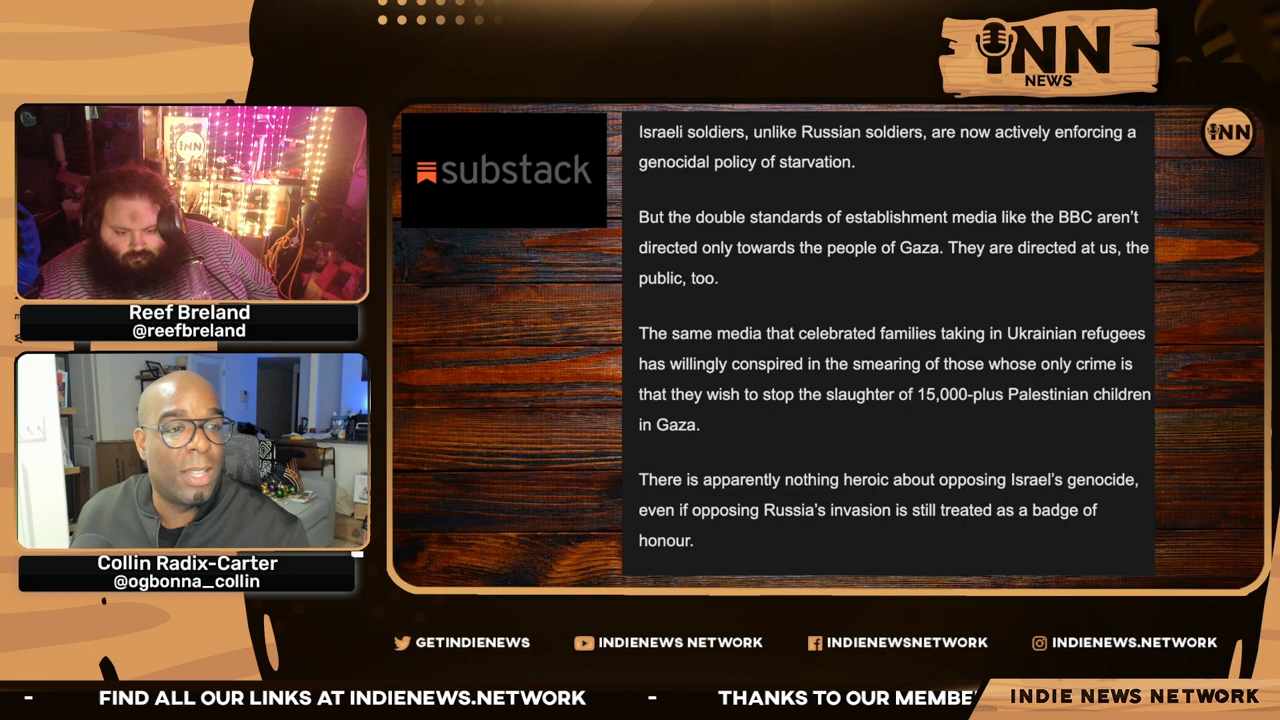 INN
NEWS
INN
substack
Israeli soldiers, unlike Russian soldiers, are now actively enforcing a
genocidal policy of starvation.
But the double standards of establishment media like the BBC aren't
directed only towards the people of Gaza. They are directed at us, the
public, too.
The same media that celebrated families taking in Ukrainian refugees
has willingly conspired in the smearing of those whose only crime is
that they wish to stop the slaughter of 15,000-plus Palestinian children
in Gaza.
There is apparently nothing heroic about opposing Israel's genocide,
even if opposing Russia's invasion is still treated as a badge of
honour.
INN
Reef Breland
@reefbreland
Collin Radix-Carter
@ogbonna_collin
GETINDIENEWS
INDIENEWS NETWORK
INDIENEWSNETWORK
INDIENEWS.NETWORK
- FIND ALL OUR LINKS AT INDIENEWS.NETWORK - THANKS TO OUR MEMBE
INDIE NEWS NETWORK